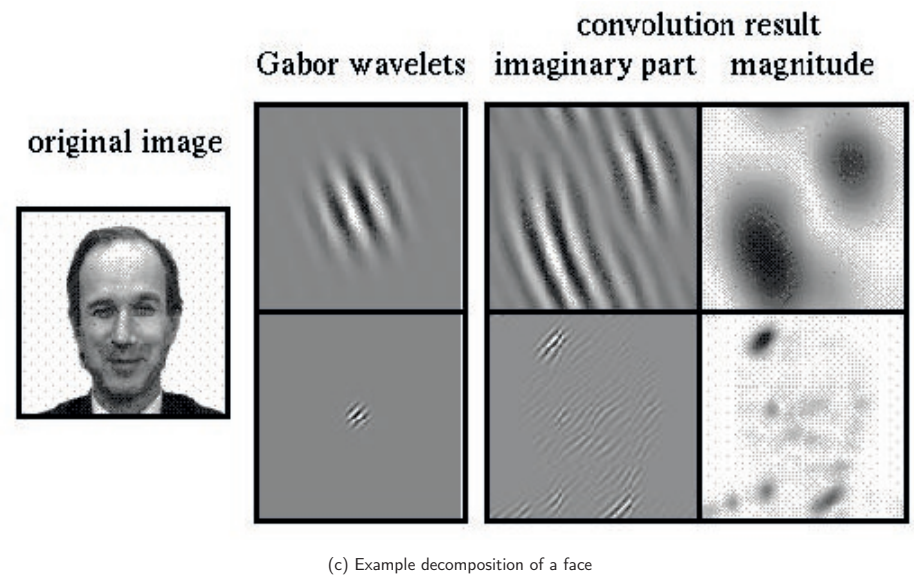 convolution result
Gabor wavelets imaginary part magnitude
original image
(c) Example decomposition of a face